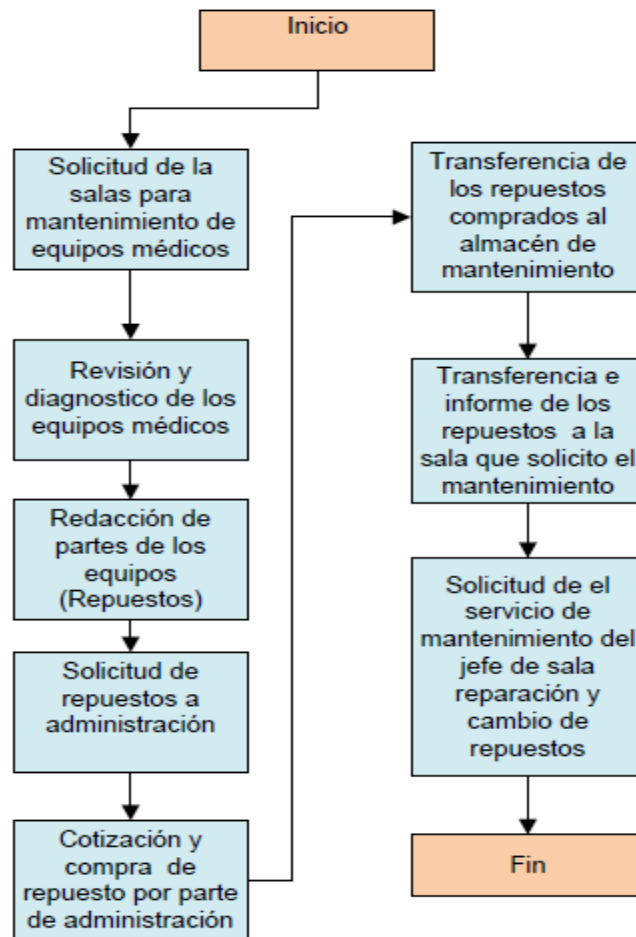 Inicio
Solicitud de la
salas para
mantenimiento de
equipos médicos
Revisión y
diagnostico de los
equipos médicos
Redacción de
partes de los
equipos
(Repuestos)
Solicitud de
repuestos a
administración
Cotización y
compra de
repuesto por parte
de administración
Transferencia de
los repuestos
comprados al
almacén de
mantenimiento
Transferencia e
informe de los
repuestos a la
sala que solicito el
mantenimiento
Solicitud de el
servicio de
mantenimiento del
jefe de sala
reparación y
cambio de
repuestos
Fin